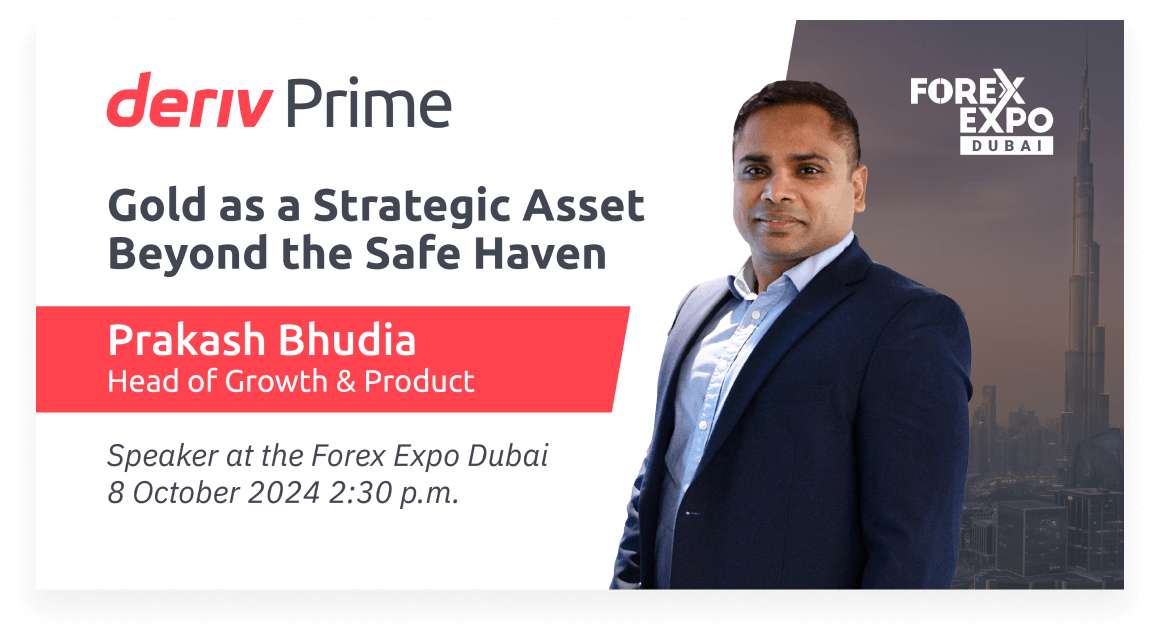 deriv Prime
FOREX
EXPO
DUBAI
Gold as a Strategic Asset
Beyond the Safe Haven
Prakash Bhudia
Head of Growth & Product
Speaker at the Forex Expo Dubai
8 October 2024 2:30 p.m.